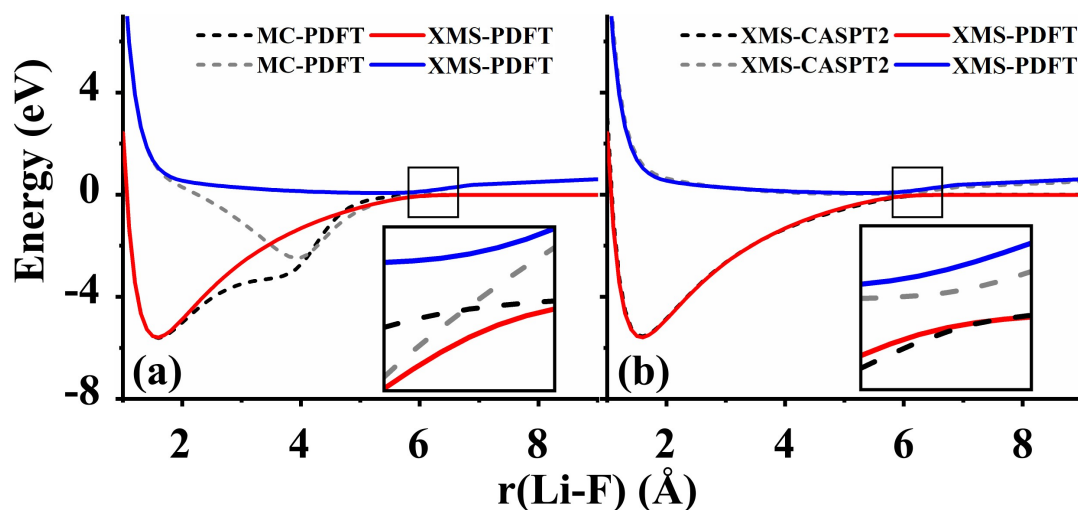 MC-PDFT XMS-PDFT
MC-PDFT XMS-PDFT
XMS-CASPT2 XMS-PDFT
XMS-CASPT2 XMS-PDFT
Energy (eV)
4
0
-4
-8
(a)
(b)
2 4 6 8
2 4 6 8
r(Li-F) (Å)